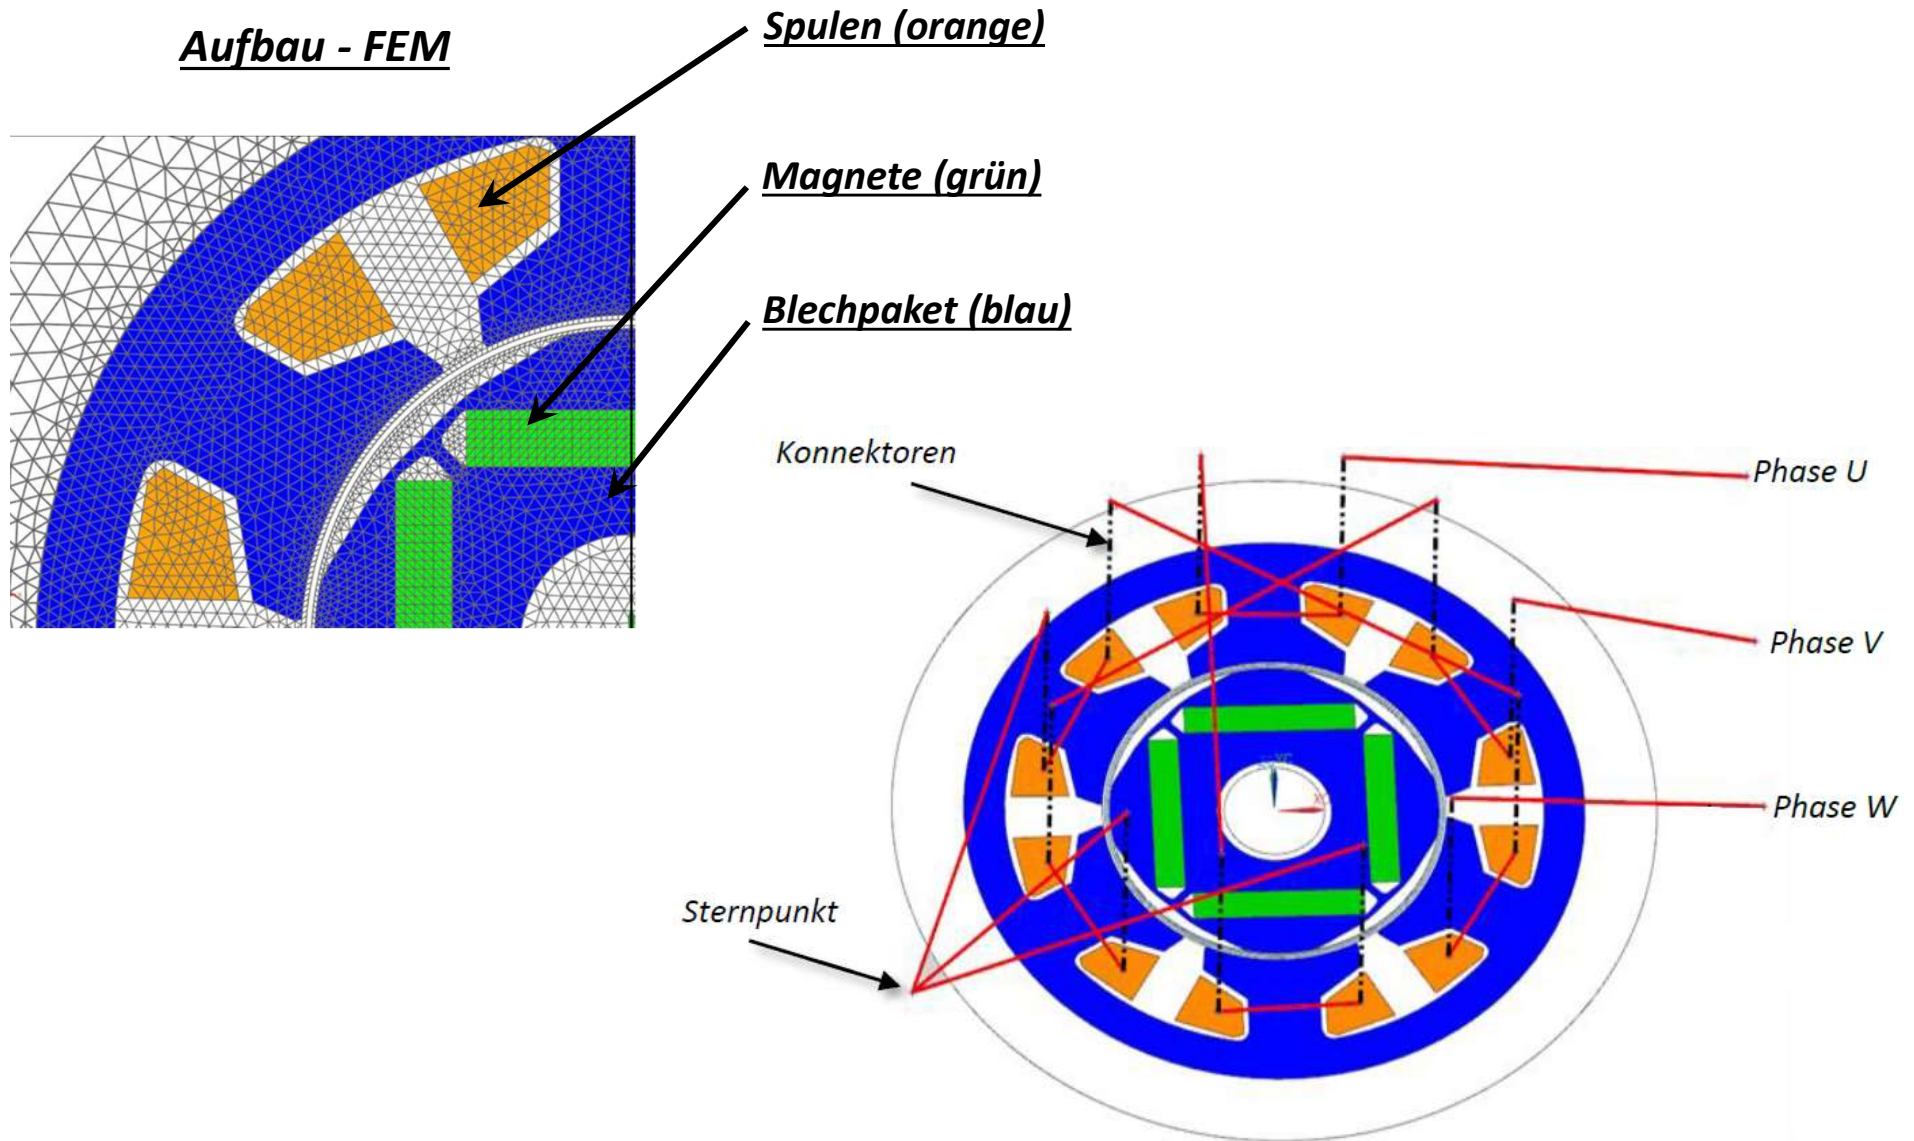 Aufbau - FEM
Spulen (orange)
Magnete (grün)
Blechpaket (blau)
Konnektoren
Phase U
Phase V
Phase W
Sternpunkt